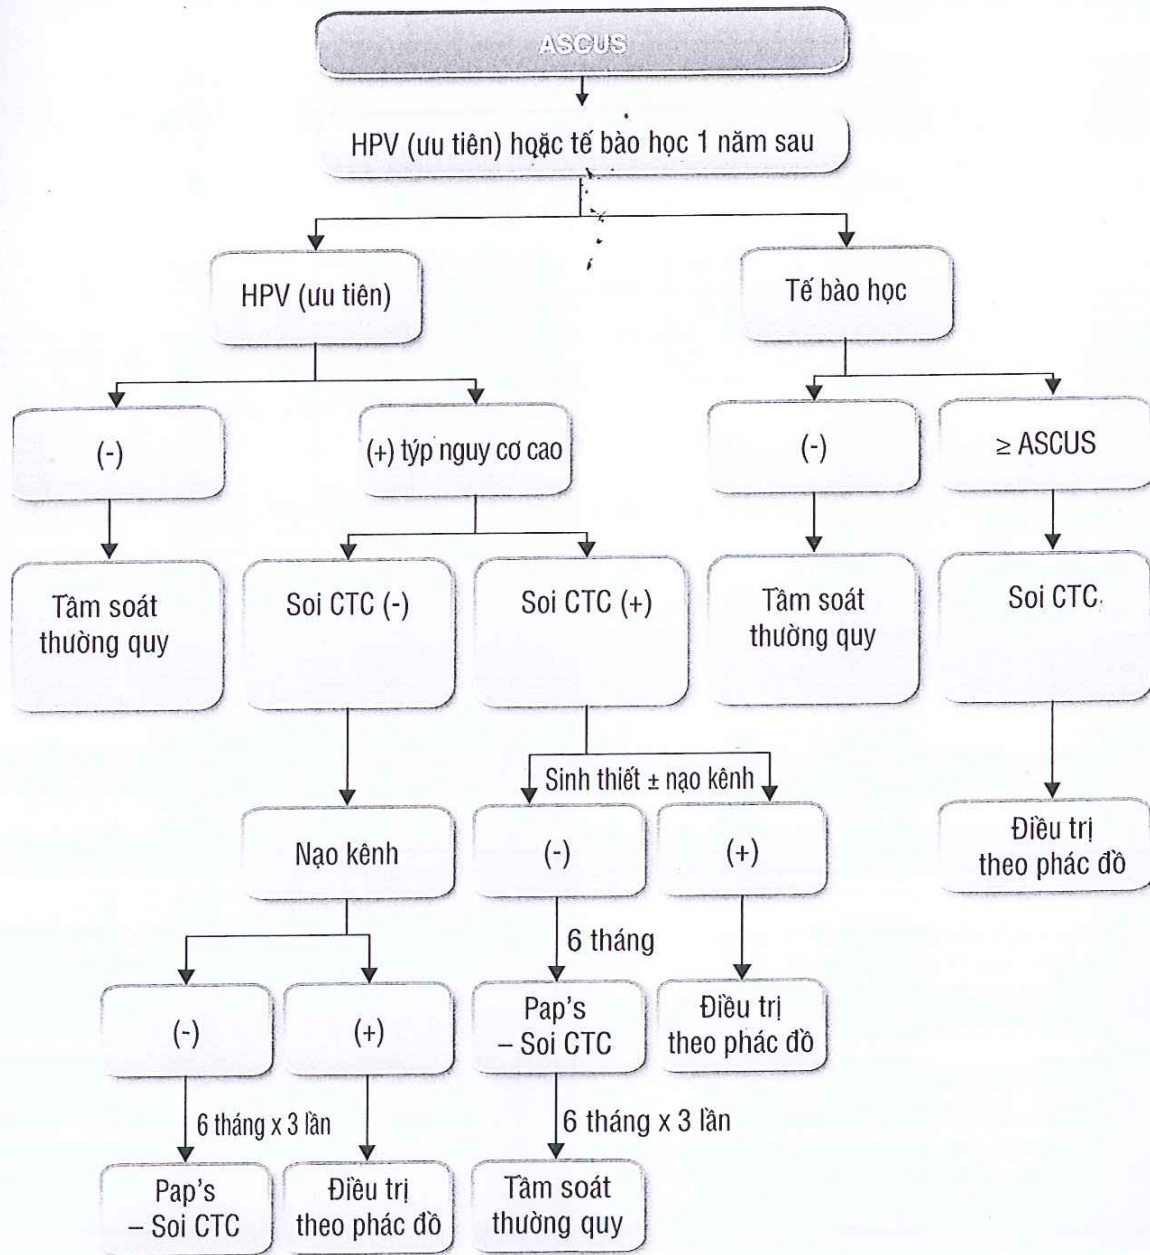 ASCUS
HPV (ưu tiên) hoặc tế bào học 1 năm sau
HPV (ưu tiên)
Tế bào học
(-)
(+) týp nguy cơ cao
(-)
≥ ASCUS
Tầm soát
thường quy
Soi CTC (-)
Soi CTC (+)
Tầm soát
thường quy
Soi CTC
Sinh thiết ± nạo kênh
Nạo kênh
(-)
(+)
Điều trị
theo phác đồ
6 tháng
(-)
(+)
Pap's
– Soi CTC
Điều trị
theo phác đồ
6 tháng x 3 lần
6 tháng x 3 lần
Pap's
– Soi CTC
Điều trị
theo phác đồ
Tầm soát
thường quy